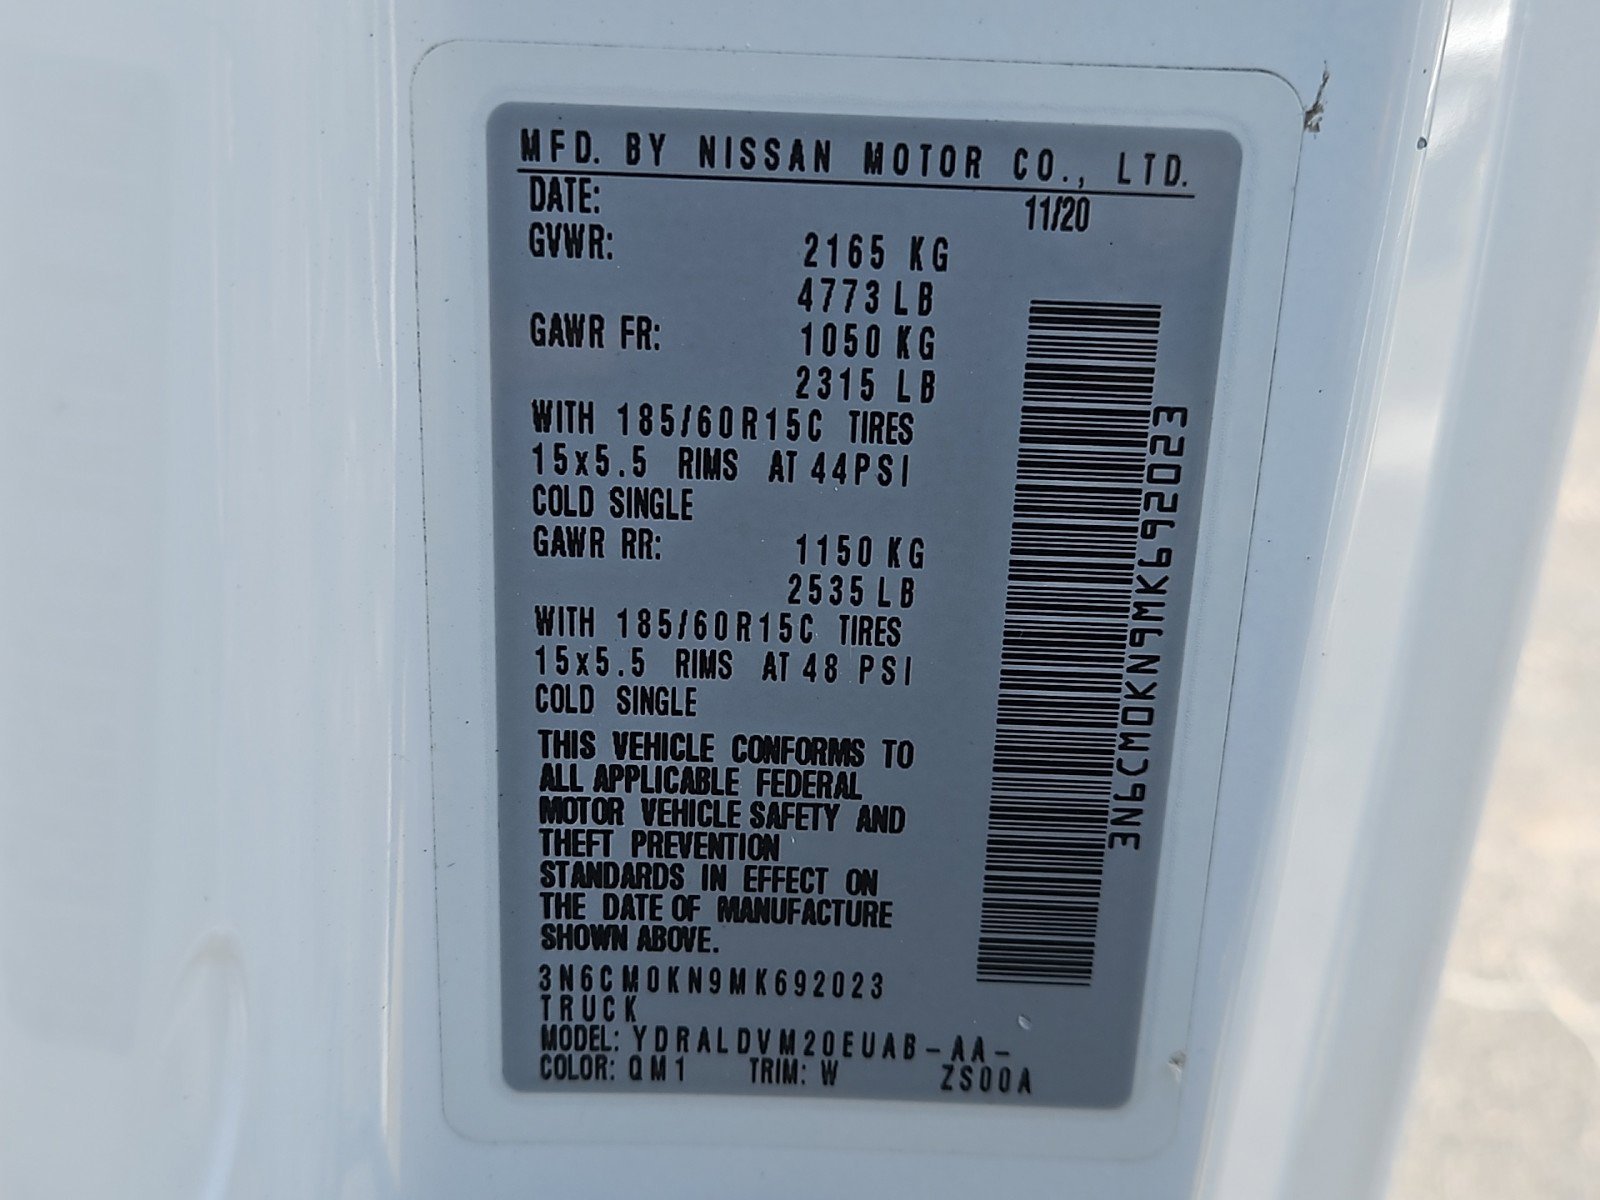 MFD. BY NISSAN MOTOR CO., LTD.
DATE: 11/20
GVWR: 2165 KG
4773 LB
GAWR FR: 1050 KG
2315 LB
WITH 185/60R15C TIRES
15x5.5 RIMS AT 44PSI
COLD SINGLE
GAWR RR: 1150 KG
2535 LB
WITH 185/60R15C TIRES
15x5.5 RIMS AT 48 PSI
COLD SINGLE
THIS VEHICLE CONFORMS TO
ALL APPLICABLE FEDERAL
MOTOR VEHICLE SAFETY AND
THEFT PREVENTION
STANDARDS IN EFFECT ON
THE DATE OF MANUFACTURE
SHOWN ABOVE.
3N6CM0KN9MK692023
TRUCK
MODEL: YDRALDVM20EUAB-AA-
COLOR: QM1 TRIM: W ZS00A
3N6CM0KN9MK692023